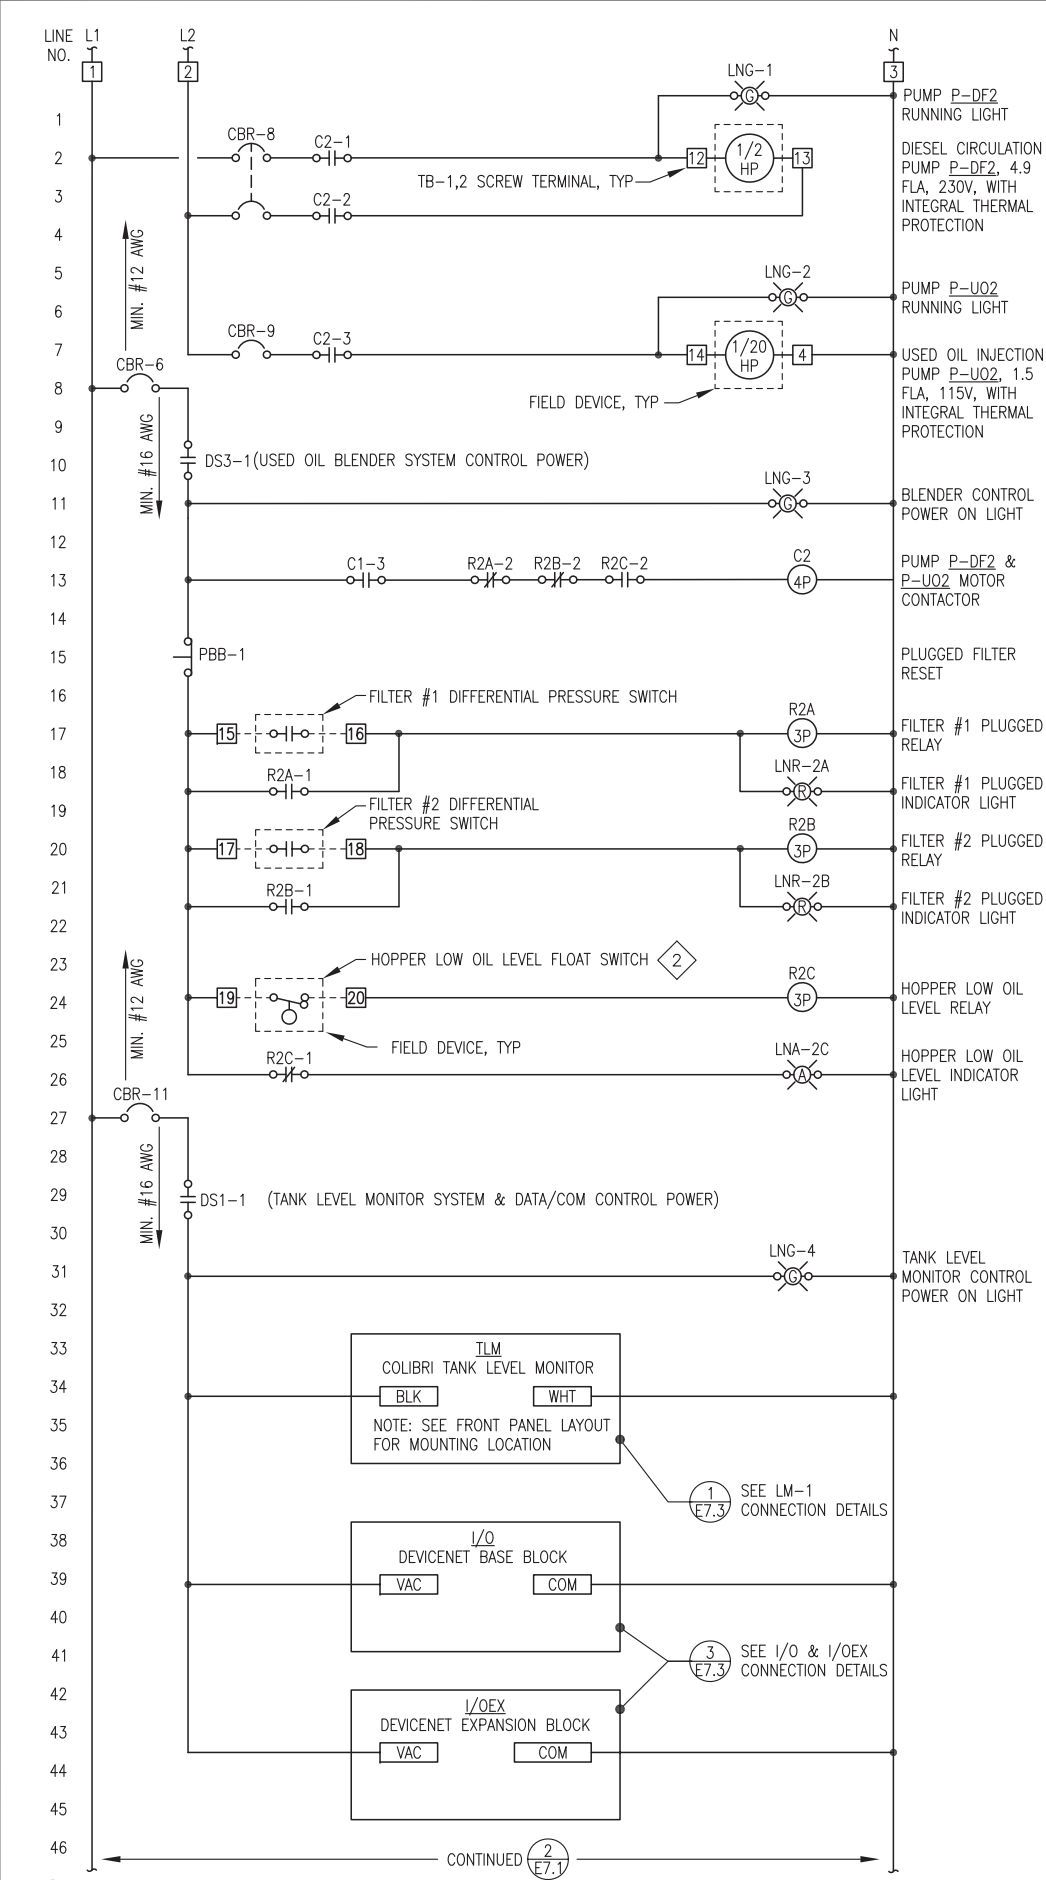 LINE NO.
L1
L2
N
1
2
3
LNG-1
G
PUMP P-DF2
RUNNING LIGHT
1
CBR-8
C2-1
2
12
1/2
HP
13
DIESEL CIRCULATION
PUMP P-DF2, 4.9
FLA, 230V, WITH
INTEGRAL THERMAL
PROTECTION
TB-1,2 SCREW TERMINAL, TYP
3
C2-2
4
MIN. #12 AWG
5
LNG-2
G
PUMP P-UO2
RUNNING LIGHT
6
CBR-9
C2-3
7
14
1/20
HP
4
USED OIL INJECTION
PUMP P-UO2, 1.5
FLA, 115V, WITH
INTEGRAL THERMAL
PROTECTION
CBR-6
8
FIELD DEVICE, TYP
9
MIN. #16 AWG
10
DS3-1(USED OIL BLENDER SYSTEM CONTROL POWER)
LNG-3
11
G
BLENDER CONTROL
POWER ON LIGHT
12
C1-3
R2A-2
R2B-2
R2C-2
C2
13
4P
PUMP P-DF2 &
P-UO2 MOTOR
CONTACTOR
14
15
PBB-1
PLUGGED FILTER
RESET
16
FILTER #1 DIFFERENTIAL PRESSURE SWITCH
R2A
17
15
16
3P
FILTER #1 PLUGGED
RELAY
18
R2A-1
LNR-2A
R
FILTER #1 PLUGGED
INDICATOR LIGHT
19
FILTER #2 DIFFERENTIAL
PRESSURE SWITCH
R2B
20
17
18
3P
FILTER #2 PLUGGED
RELAY
21
R2B-1
LNR-2B
R
FILTER #2 PLUGGED
INDICATOR LIGHT
22
23
HOPPER LOW OIL LEVEL FLOAT SWITCH
2
MIN. #12 AWG
R2C
24
19
20
3P
HOPPER LOW OIL
LEVEL RELAY
25
FIELD DEVICE, TYP
R2C-1
LNA-2C
26
A
HOPPER LOW OIL
LEVEL INDICATOR
LIGHT
CBR-11
27
28
MIN. #16 AWG
29
DS1-1 (TANK LEVEL MONITOR SYSTEM & DATA/COM CONTROL POWER)
30
LNG-4
31
G
TANK LEVEL
MONITOR CONTROL
POWER ON LIGHT
32
33
TLM
COLIBRI TANK LEVEL MONITOR
34
BLK
WHT
35
NOTE: SEE FRONT PANEL LAYOUT
FOR MOUNTING LOCATION
36
37
1
E7.3
SEE LM-1
CONNECTION DETAILS
38
I/O
DEVICENET BASE BLOCK
39
VAC
COM
40
41
3
E7.3
SEE I/O & I/OEX
CONNECTION DETAILS
42
I/OEX
DEVICENET EXPANSION BLOCK
43
VAC
COM
44
45
46
CONTINUED
2
E7.1